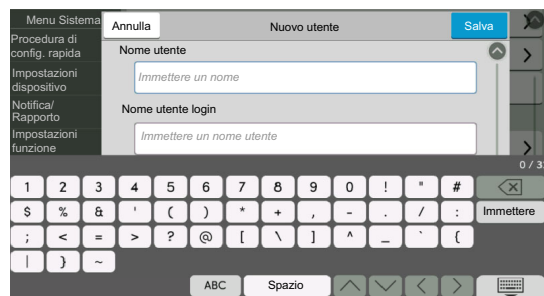 Menu Sistema
Annulla
Nuovo utente
Salva
Procedura di
config. rapida
Impostazioni
dispositivo
Notifica/
Rapporto
Impostazioni
funzione
Nome utente
Immettere un nome
Nome utente login
Immettere un nome utente
0 / 3
1 2 3 4 5 6 7 8 9 0 ! " #
$ % & ' ( ) * + , - . / : Immettere
; < = > ? @ [ \ ] ^ _ ` {
| } ~
ABC Spazio